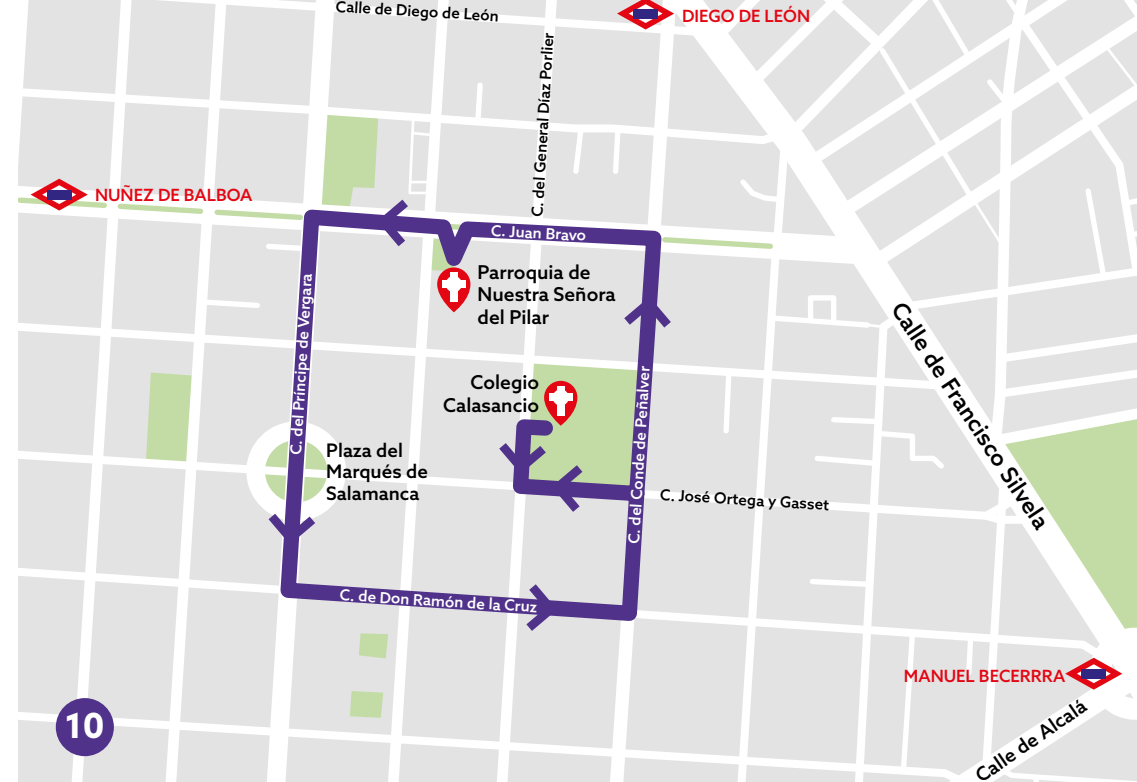 Calle de Diego de León
DIEGO DE LEÓN
C. del General Díaz Porlier
NUÑEZ DE BALBOA
C. Juan Bravo
Parroquia de
Nuestra Señora
del Pilar
C. del Príncipe de Vergara
Calle de Francisco Silvela
Colegio
Calasancio
C. del Conde de Peñalver
Plaza del
Marqués de
Salamanca
C. José Ortega y Gasset
C. de Don Ramón de la Cruz
MANUEL BECERRRA
10
Calle de Alcalá